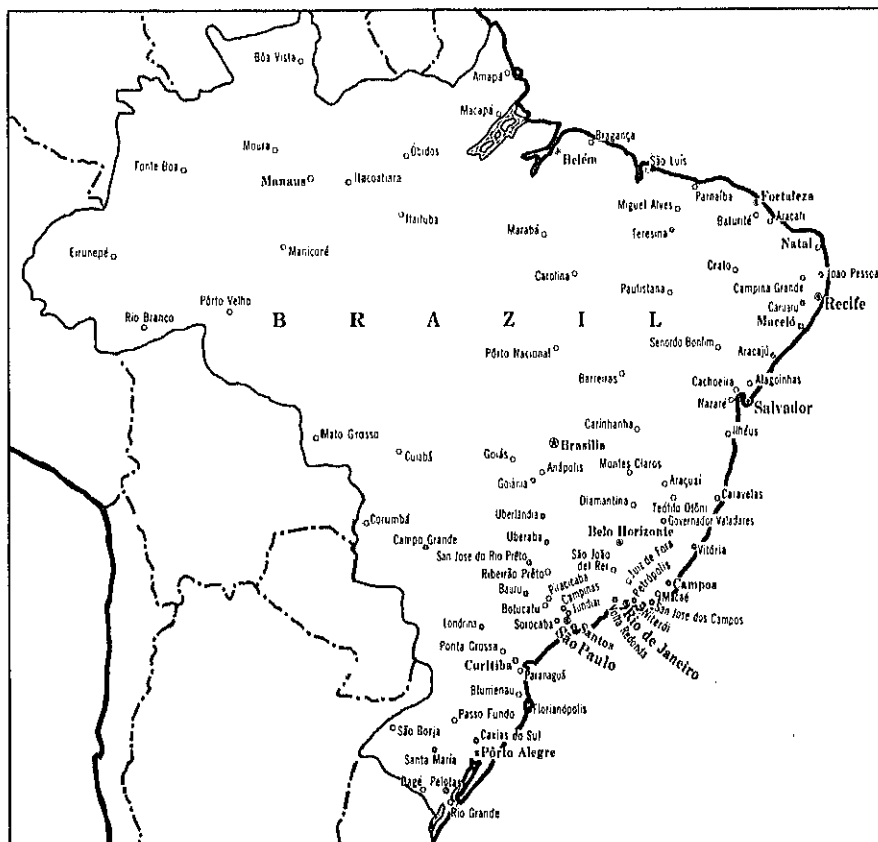 Bôa Vista
Amapá
Macapá
Bragança
Moura
Óbidos
Belém
São Luis
Fonte Boa
Manaus
Itacoatiara
Parnaíba
Fortaleza
Miguel Alves
Itaituba
Baturité
Aracati
Marabá
Teresina
Natal
Eirunepé
Manicoré
Carolina
Crato
João Pessoa
Campina Grande
Paulistana
Recife
Pôrto Velho
Caruaru
Rio Branco
B R A Z I L
Maceió
Pôrto Nacional
Senordo Bonfim
Aracajú
Barreiras
Cachoeira
Alagoinhas
Nazaré
Salvador
Carinhanha
Ilhéus
Mato Grosso
Brasília
Cuiabá
Goiás
Anápolis
Montes Claros
Goiânia
Araçuaí
Diamantina
Teófilo Otôni
Caravelas
Uberlândia
Governador Valadares
Corumbá
Campo Grande
Uberaba
Belo Horizonte
Vitória
San Jose do Rio Prêto
São João
del Rei
Juiz de Fora
Ribeirão Prêto
Petrópolis
Campoa
Bauru
Piracicaba
Macaé
Botucatu
Campinas
San Jose dos Campos
Jundiaí
Niterói
Londrina
Sorocaba
Santos
Rio de Janeiro
Volta Redonda
São Paulo
Ponta Grossa
Curitiba
Paranaguá
Blumenau
Florianópolis
Passo Fundo
São Borja
Caxias do Sul
Santa Maria
Pôrto Alegre
Bagé
Pelotas
Rio Grande